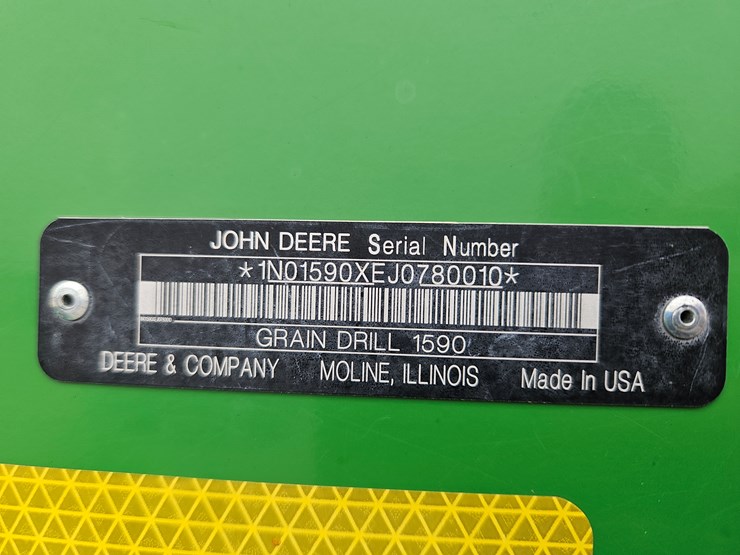 JOHN DEERE Serial Number
*1N01590XEJ0780010*
GRAIN DRILL 1590
DEERE & COMPANY MOLINE, ILLINOIS Made In USA